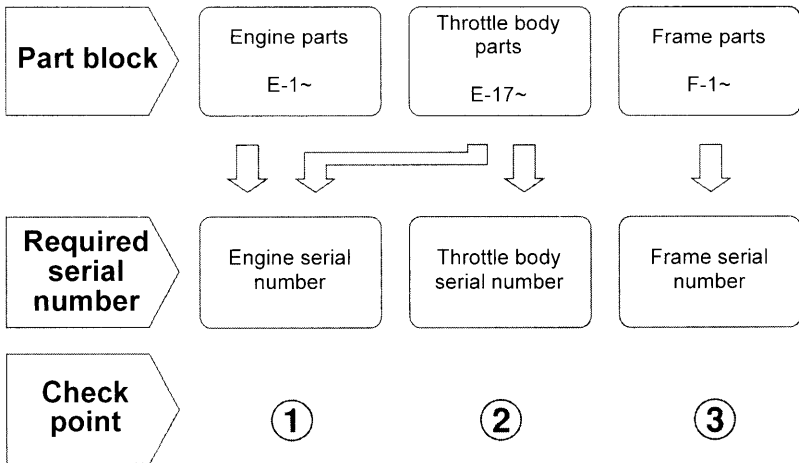 Part block
Engine parts
E-1~
Throttle body
parts
E-17~
Frame parts
F-1~
Required
serial
number
Engine serial
number
Throttle body
serial number
Frame serial
number
Check
point
①
②
③